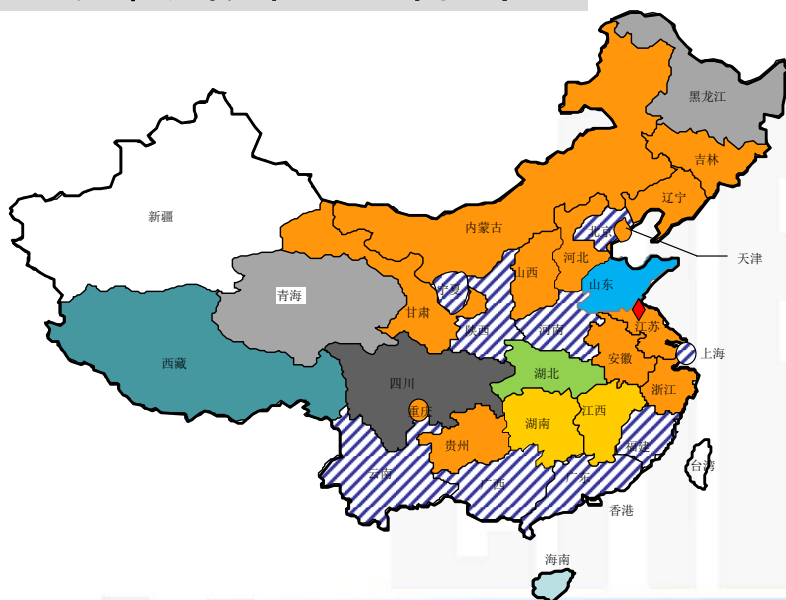 黑龙江
吉林
辽宁
新疆
内蒙古
北京
天津
河北
山西
山东
宁夏
青海
甘肃
陕西
河南
江苏
上海
安徽
西藏
四川
湖北
浙江
重庆
湖南
江西
贵州
福建
云南
广西
广东
台湾
香港
海南